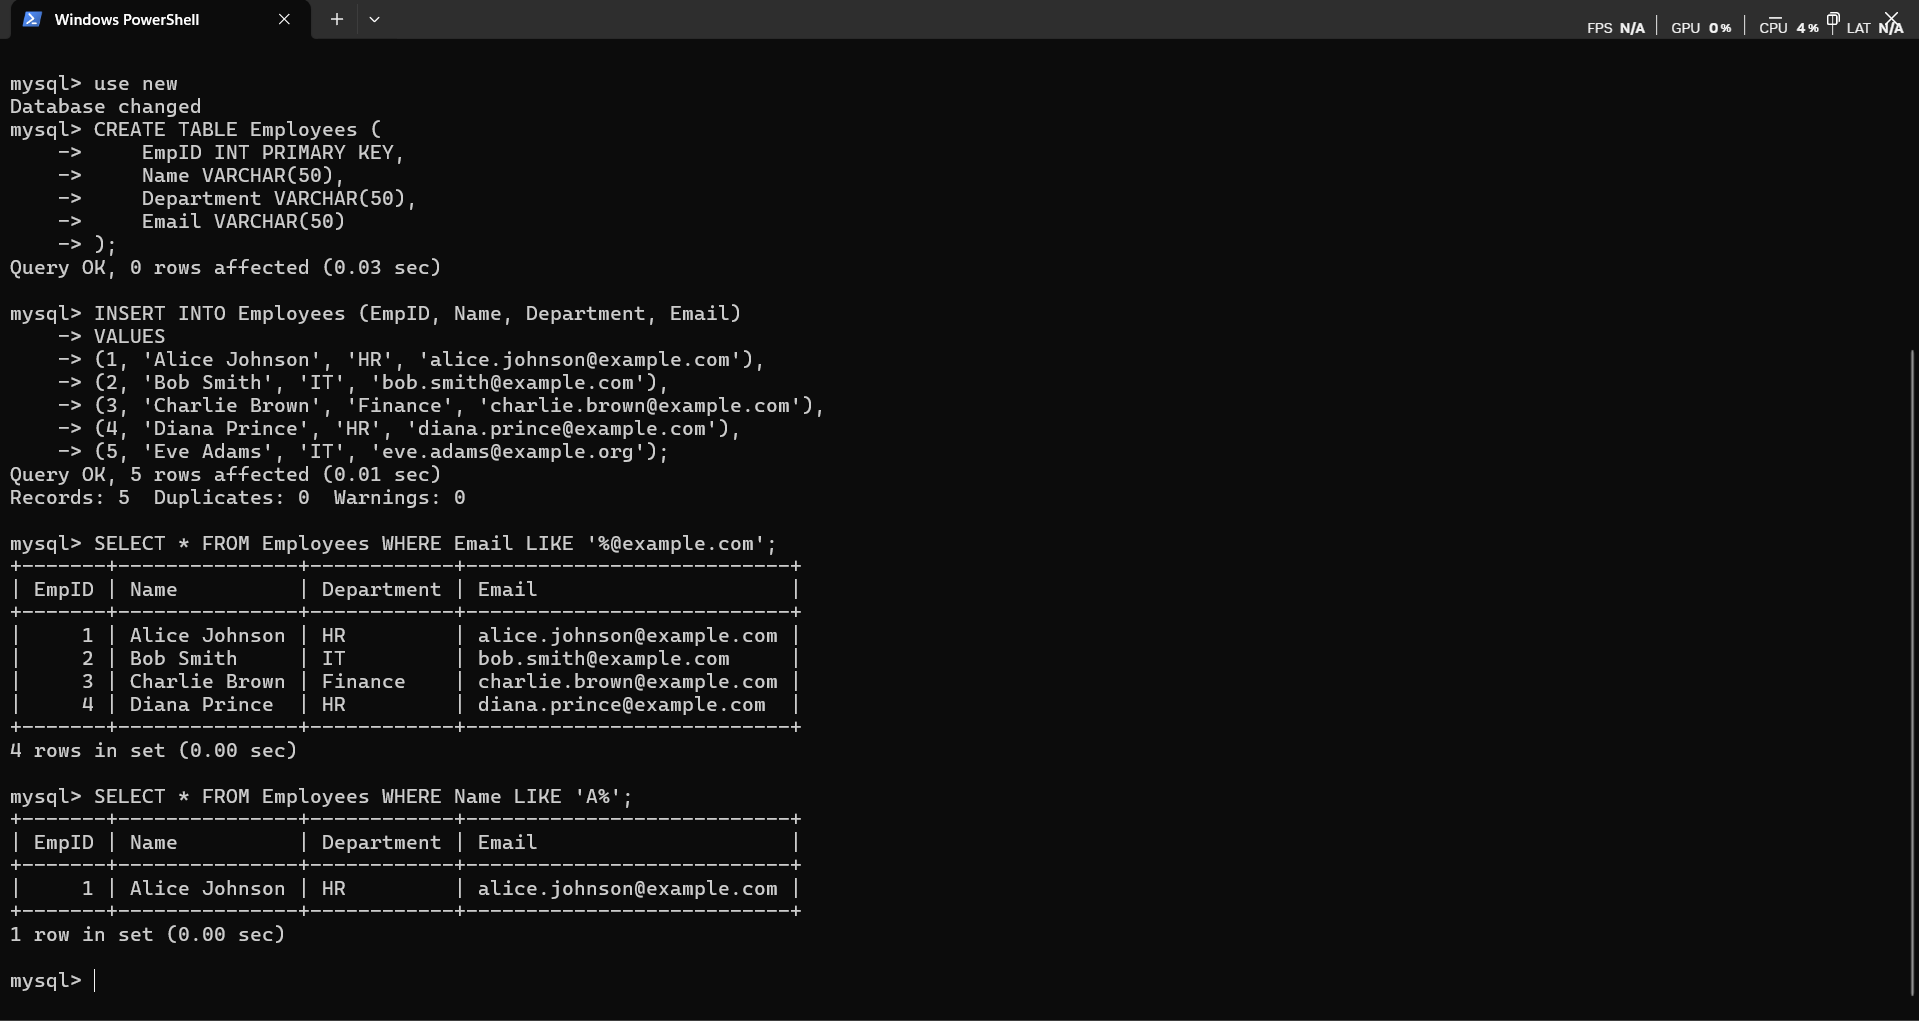 Windows PowerShell
FPS N/A | GPU 0% | CPU 4% | LAT N/A
mysql> use new
Database changed
mysql> CREATE TABLE Employees (
    ->     EmpID INT PRIMARY KEY,
    ->     Name VARCHAR(50),
    ->     Department VARCHAR(50),
    ->     Email VARCHAR(50)
    -> );
Query OK, 0 rows affected (0.03 sec)

mysql> INSERT INTO Employees (EmpID, Name, Department, Email)
    -> VALUES
    -> (1, 'Alice Johnson', 'HR', 'alice.johnson@example.com'),
    -> (2, 'Bob Smith', 'IT', 'bob.smith@example.com'),
    -> (3, 'Charlie Brown', 'Finance', 'charlie.brown@example.com'),
    -> (4, 'Diana Prince', 'HR', 'diana.prince@example.com'),
    -> (5, 'Eve Adams', 'IT', 'eve.adams@example.org');
Query OK, 5 rows affected (0.01 sec)
Records: 5  Duplicates: 0  Warnings: 0

mysql> SELECT * FROM Employees WHERE Email LIKE '%@example.com';
+-------+---------------+------------+---------------------------+
| EmpID | Name          | Department | Email                     |
+-------+---------------+------------+---------------------------+
|     1 | Alice Johnson | HR         | alice.johnson@example.com |
|     2 | Bob Smith     | IT         | bob.smith@example.com     |
|     3 | Charlie Brown | Finance    | charlie.brown@example.com |
|     4 | Diana Prince  | HR         | diana.prince@example.com  |
+-------+---------------+------------+---------------------------+
4 rows in set (0.00 sec)

mysql> SELECT * FROM Employees WHERE Name LIKE 'A%';
+-------+---------------+------------+---------------------------+
| EmpID | Name          | Department | Email                     |
+-------+---------------+------------+---------------------------+
|     1 | Alice Johnson | HR         | alice.johnson@example.com |
+-------+---------------+------------+---------------------------+
1 row in set (0.00 sec)

mysql>